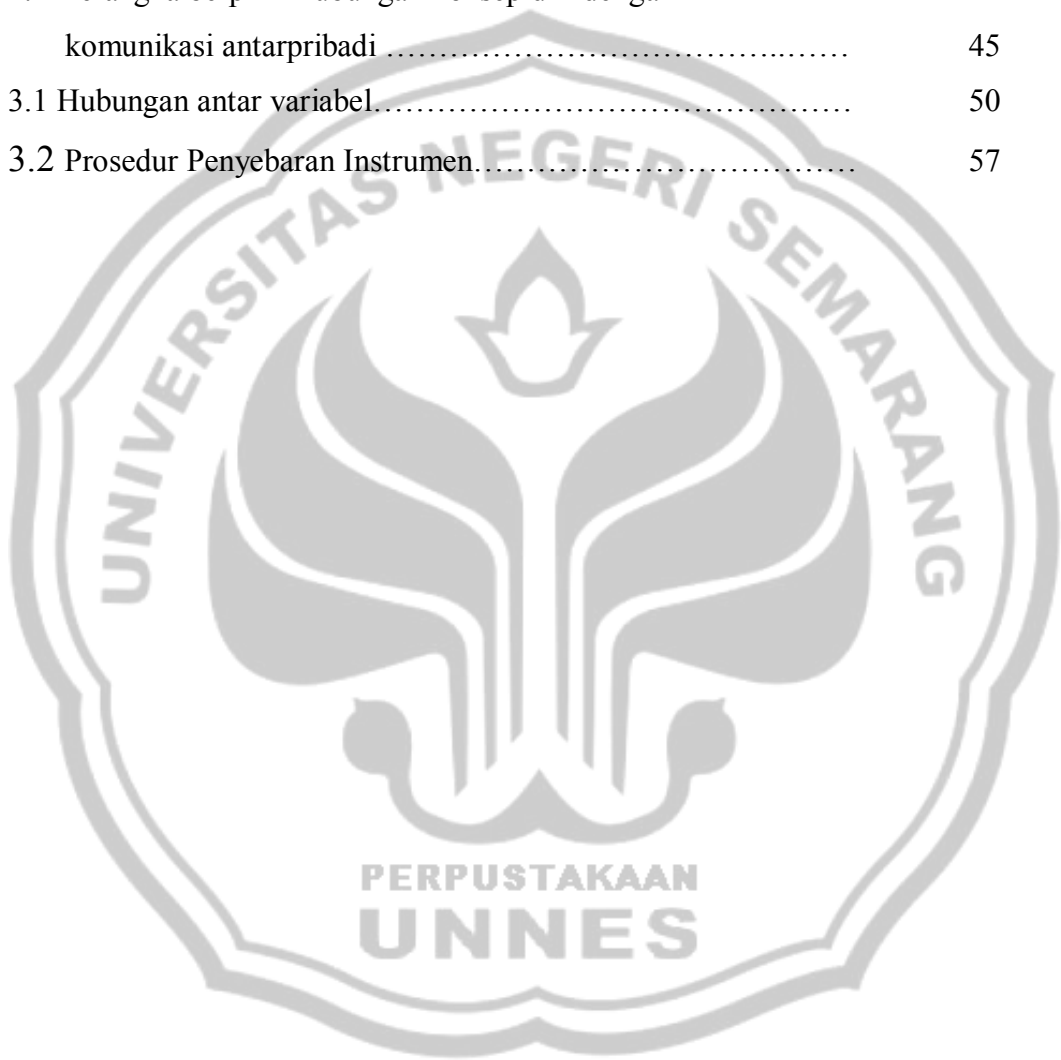 komunikasi antarpribadi …………………………………..…… 45
3.1 Hubungan antar variabel……………………………………… 50
3.2 Prosedur Penyebaran Instrumen……………………………… 57
UNIVERSITAS NEGERI SEMARANG
PERPUSTAKAAN
UNNES